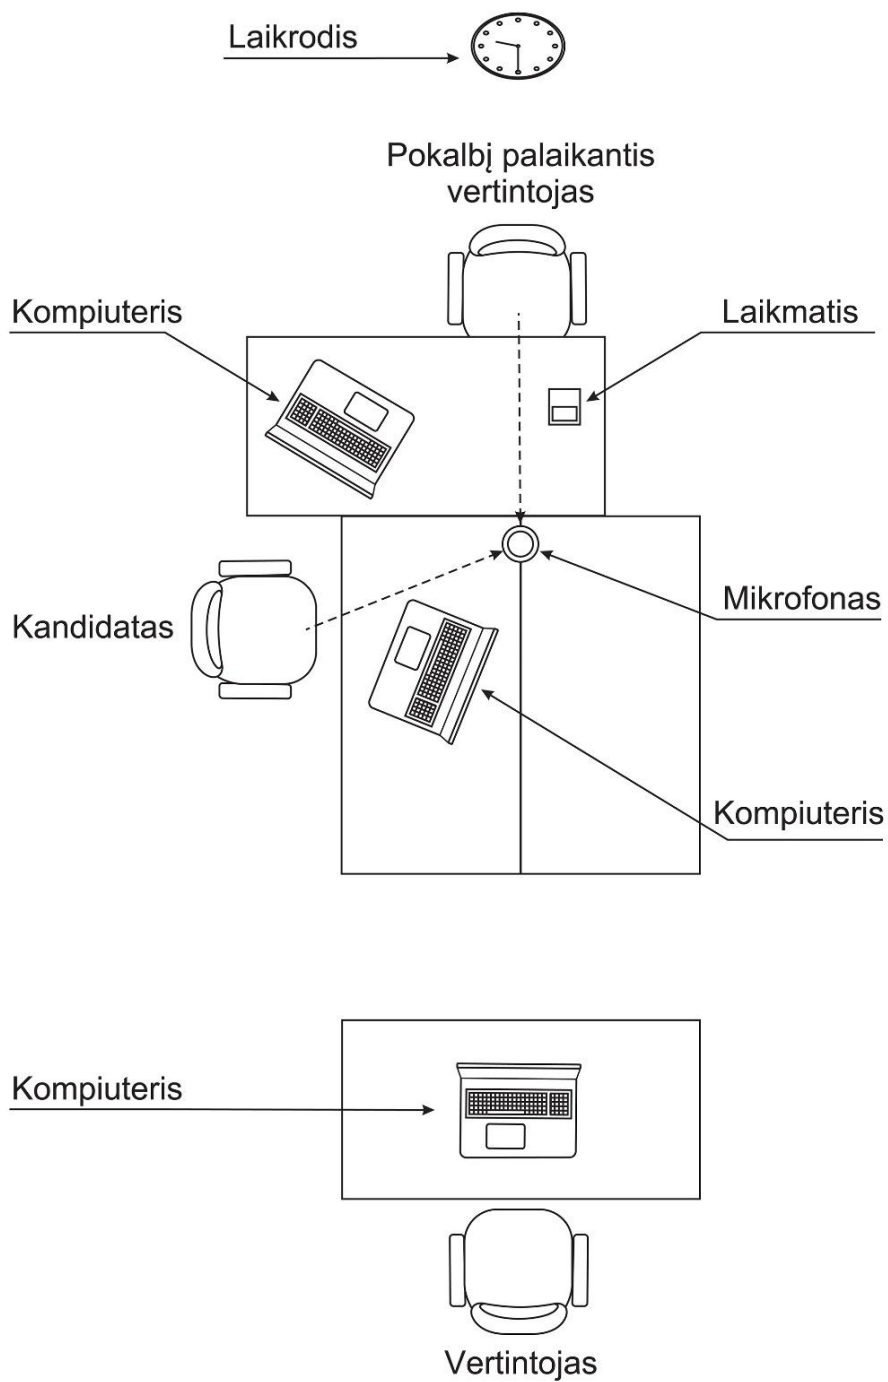 Laikrodis
Pokalbį palaikantis
vertintojas
Kompiuteris
Laikmatis
Mikrofonas
Kandidatas
Kompiuteris
Kompiuteris
Vertintojas